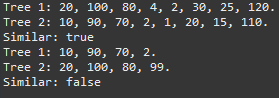 Tree 1: 20, 100, 80, 4, 2, 30, 25, 120.
Tree 2: 10, 90, 70, 2, 1, 20, 15, 110.
Similar: true
Tree 1: 10, 90, 70, 2.
Tree 2: 20, 100, 80, 99.
Similar: false